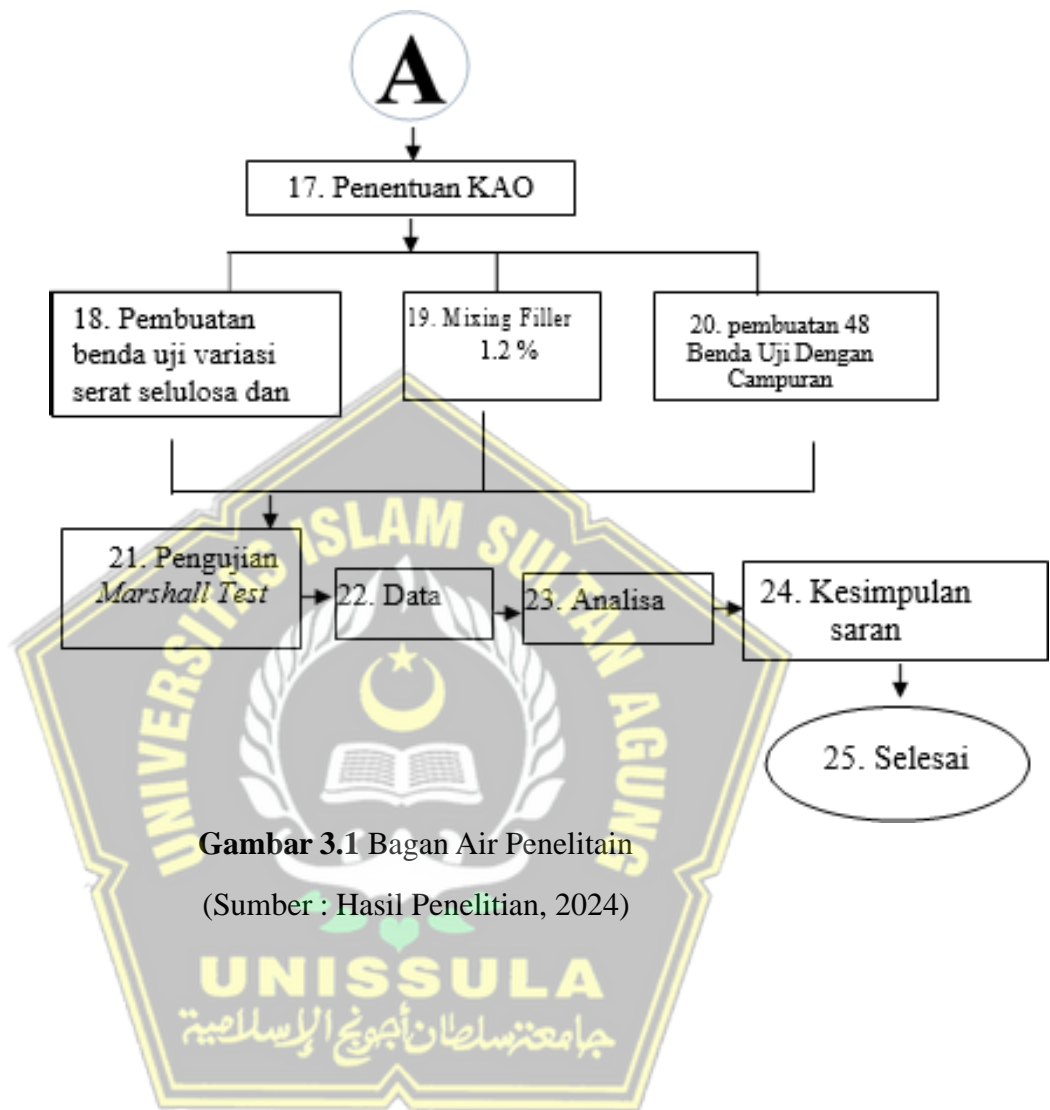 A
17. Penentuan KAO
18. Pembuatan
benda uji variasi
serat selulosa dan
19. Mixing Filler
1.2 %
20. pembuatan 48
Benda Uji Dengan
Campuran
21. Pengujian
Marshall Test
22. Data
23. Analisa
24. Kesimpulan
saran
25. Selesai
Gambar 3.1 Bagan Air Penelitain
(Sumber : Hasil Penelitian, 2024)
UNIVERSITAS ISLAM SULTAN AGUNG
UNISSULA
جامعة سلطان أجونج الإسلامية